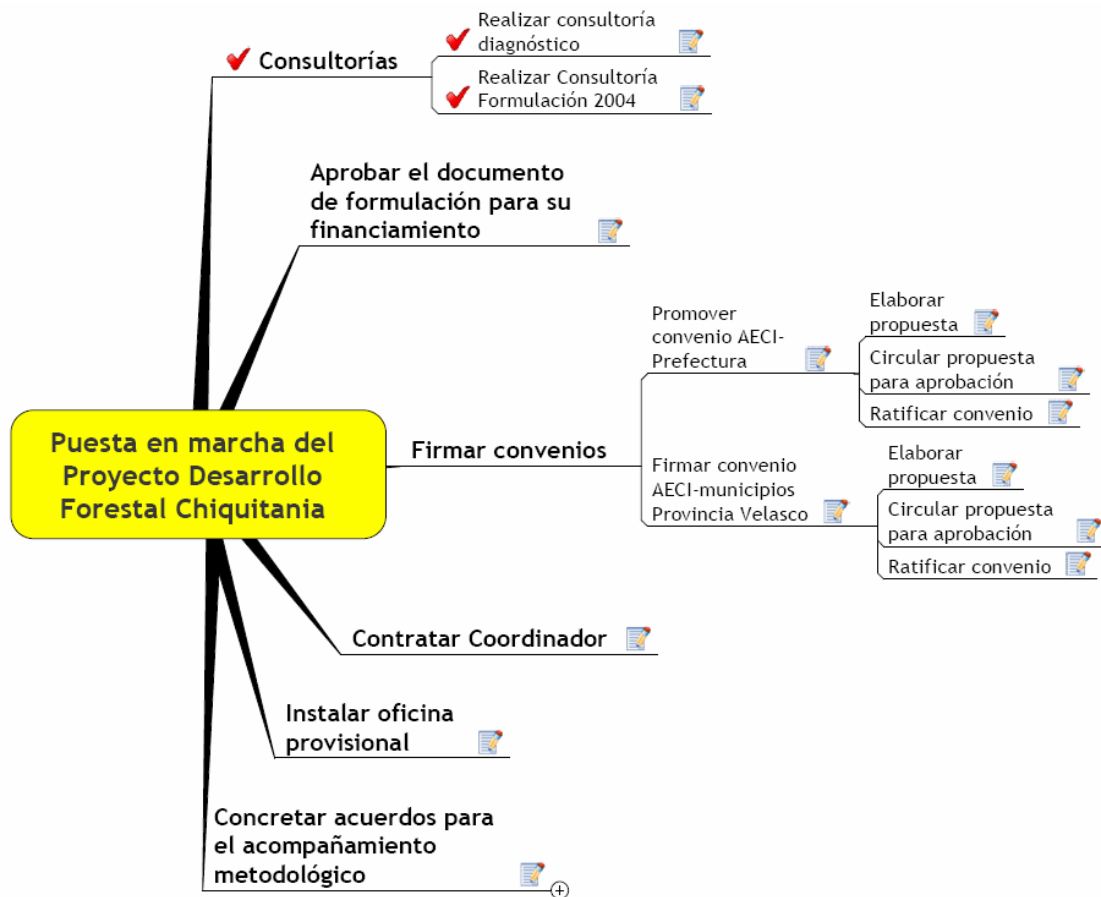 Puesta en marcha del
Proyecto Desarrollo
Forestal Chiquitania
Consultorías
Realizar consultoría
diagnóstico
Realizar Consultoría
Formulación 2004
Aprobar el documento
de formulación para su
financiamiento
Firmar convenios
Promover
convenio AECI-
Prefectura
Elaborar
propuesta
Circular propuesta
para aprobación
Ratificar convenio
Firmar convenio
AECI-municipios
Provincia Velasco
Elaborar
propuesta
Circular propuesta
para aprobación
Ratificar convenio
Contratar Coordinador
Instalar oficina
provisional
Concretar acuerdos para
el acompañamiento
metodológico